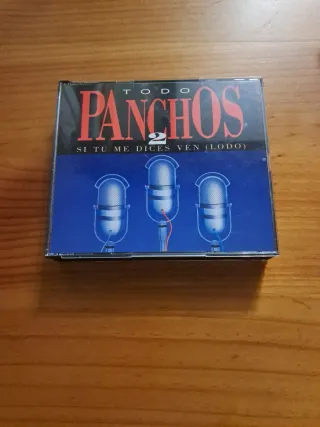 TODO
PANCHOS
2
SI TU ME DICES VEN (LODO)